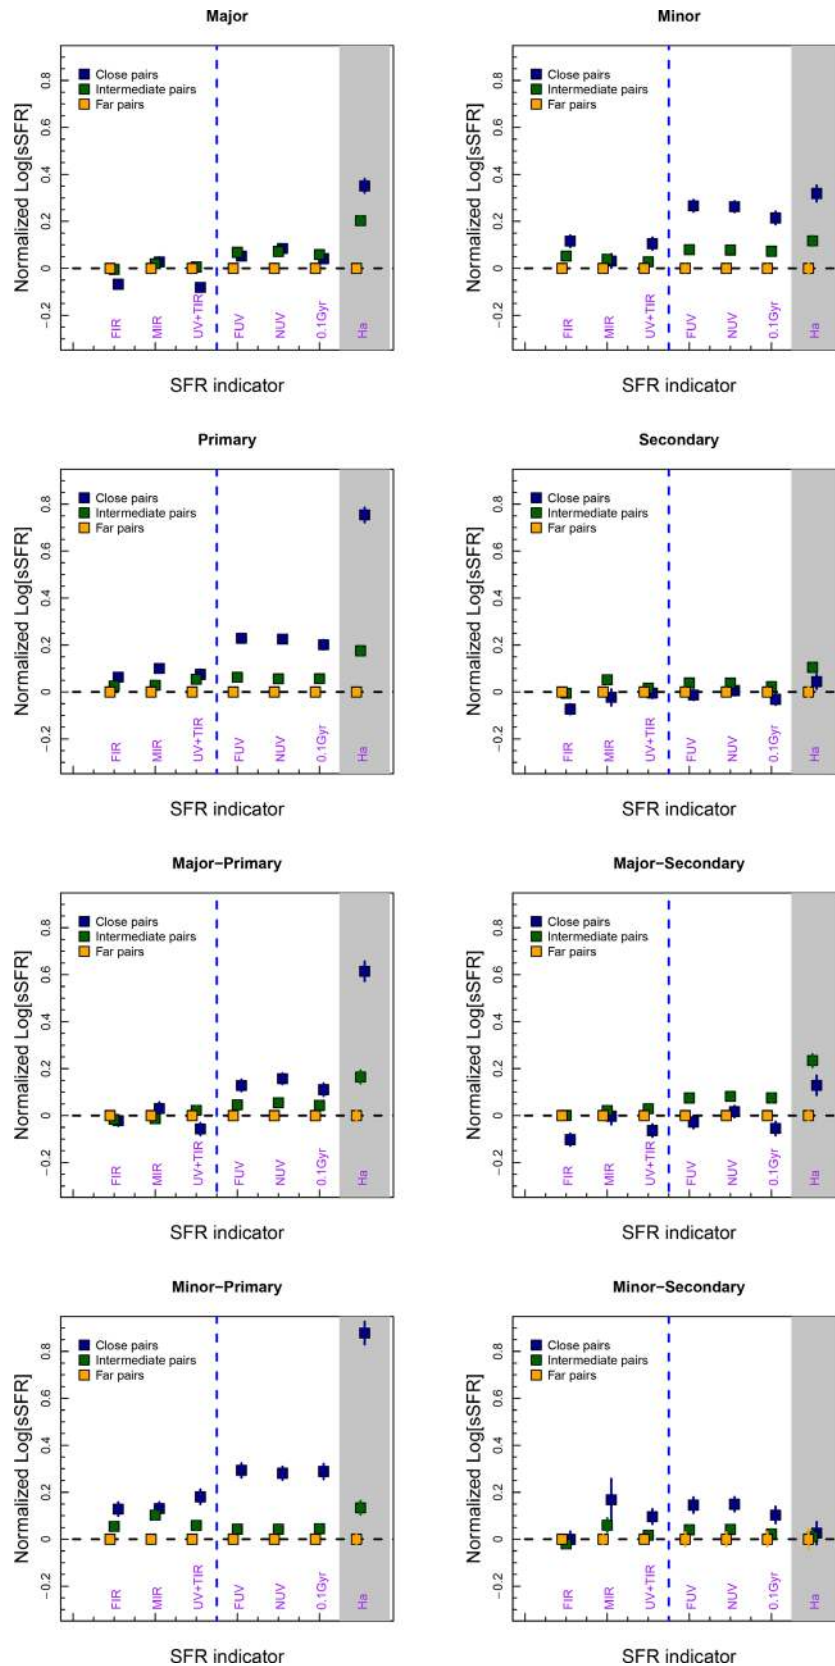 Major
Normalized Log[sSFR]
0.8
0.6
0.4
0.2
0
−0.2
Close pairs
Intermediate pairs
Far pairs
FIR
MIR
UV+TIR
FUV
NUV
0.1Gyr
Ha
SFR indicator
Minor
Normalized Log[sSFR]
0.8
0.6
0.4
0.2
0
−0.2
Close pairs
Intermediate pairs
Far pairs
FIR
MIR
UV+TIR
FUV
NUV
0.1Gyr
Ha
SFR indicator
Primary
Normalized Log[sSFR]
0.8
0.6
0.4
0.2
0
−0.2
Close pairs
Intermediate pairs
Far pairs
FIR
MIR
UV+TIR
FUV
NUV
0.1Gyr
Ha
SFR indicator
Secondary
Normalized Log[sSFR]
0.8
0.6
0.4
0.2
0
−0.2
Close pairs
Intermediate pairs
Far pairs
FIR
MIR
UV+TIR
FUV
NUV
0.1Gyr
Ha
SFR indicator
Major−Primary
Normalized Log[sSFR]
0.8
0.6
0.4
0.2
0
−0.2
Close pairs
Intermediate pairs
Far pairs
FIR
MIR
UV+TIR
FUV
NUV
0.1Gyr
Ha
SFR indicator
Major−Secondary
Normalized Log[sSFR]
0.8
0.6
0.4
0.2
0
−0.2
Close pairs
Intermediate pairs
Far pairs
FIR
MIR
UV+TIR
FUV
NUV
0.1Gyr
Ha
SFR indicator
Minor−Primary
Normalized Log[sSFR]
0.8
0.6
0.4
0.2
0
−0.2
Close pairs
Intermediate pairs
Far pairs
FIR
MIR
UV+TIR
FUV
NUV
0.1Gyr
Ha
SFR indicator
Minor−Secondary
Normalized Log[sSFR]
0.8
0.6
0.4
0.2
0
−0.2
Close pairs
Intermediate pairs
Far pairs
FIR
MIR
UV+TIR
FUV
NUV
0.1Gyr
Ha
SFR indicator